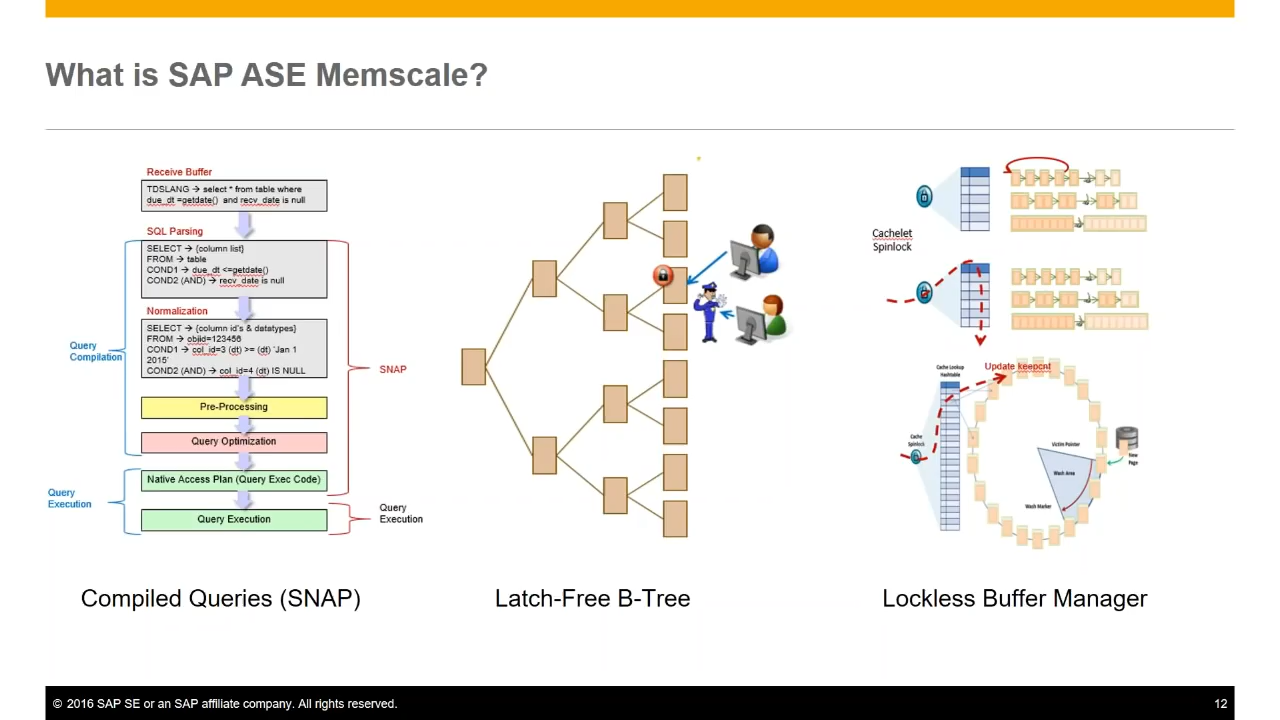 What is SAP ASE Memscale?
Receive Buffer
TDSLANG → select * from table where
due_dt =getdate() and recv_date is null
SQL Parsing
SELECT → {column list}
FROM → table
COND1 → due_dt <=getdate()
COND2 (AND) → recv_date is null
Normalization
SELECT → {column id's & datatypes}
FROM → objid=123456
COND1 → col_id=3 (dt) >= (dt) 'Jan 1
2015'
COND2 (AND) → col_id=4 (dt) IS NULL
Pre-Processing
Query Optimization
Native Access Plan (Query Exec Code)
Query Execution
Query
Compilation
Query
Execution
SNAP
Query
Execution
Cachelet
Spinlock
Update keepcnt
Cache Lookup
Hashtable
Cache
Spinlock
Victim Pointer
Wash Area
Wash Marker
New
Page
Compiled Queries (SNAP)
Latch-Free B-Tree
Lockless Buffer Manager
© 2016 SAP SE or an SAP affiliate company. All rights reserved.
12